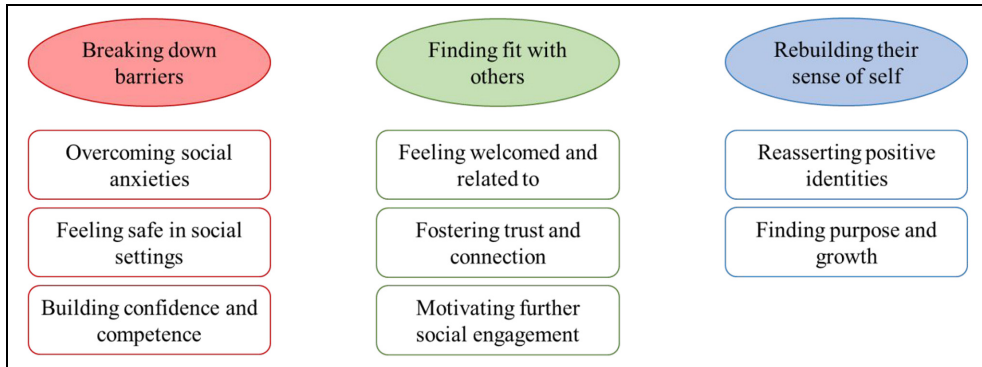 Breaking down
barriers
Overcoming social
anxieties
Feeling safe in social
settings
Building confidence and
competence
Finding fit with
others
Feeling welcomed and
related to
Fostering trust and
connection
Motivating further
social engagement
Rebuilding their
sense of self
Reasserting positive
identities
Finding purpose and
growth